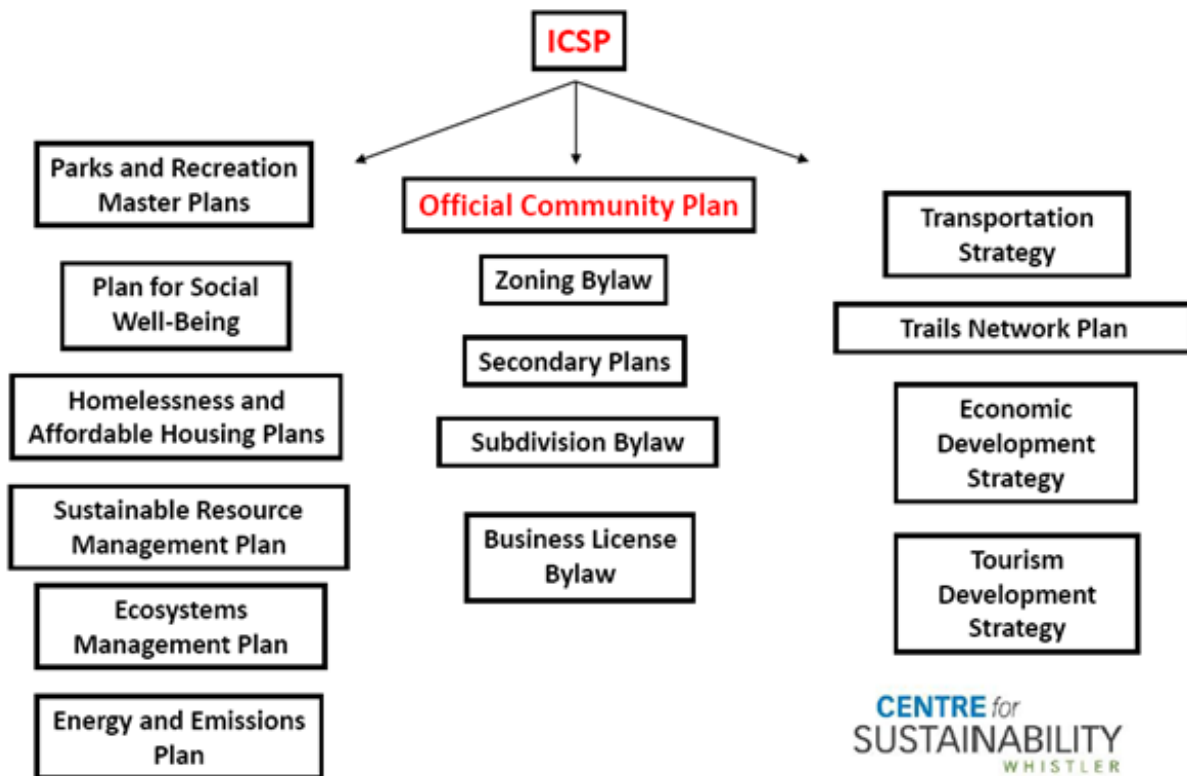 ICSP
Parks and Recreation
Master Plans
Plan for Social
Well-Being
Homelessness and
Affordable Housing Plans
Sustainable Resource
Management Plan
Ecosystems
Management Plan
Energy and Emissions
Plan
Official Community Plan
Zoning Bylaw
Secondary Plans
Subdivision Bylaw
Business License
Bylaw
Transportation
Strategy
Trails Network Plan
Economic
Development
Strategy
Tourism
Development
Strategy
CENTRE for
SUSTAINABILITY
WHISTLER